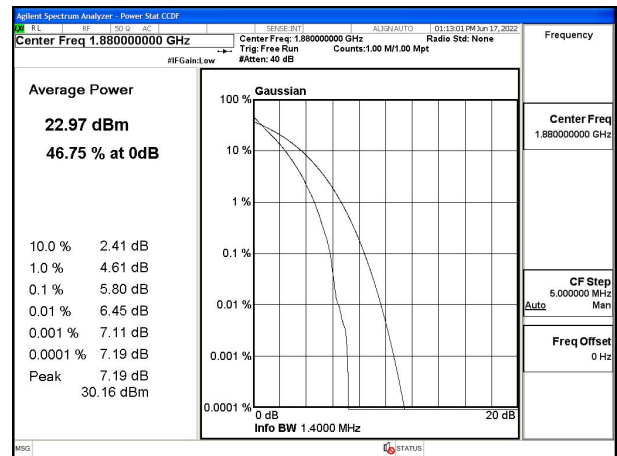 Agilent Spectrum Analyzer - Power Stat CCDF
RL RF 50 Ω AC SENSE:INT ALIGN AUTO 01:13:01 PM Jun 17, 2022
Center Freq 1.880000000 GHz
Center Freq: 1.880000000 GHz Radio Std: None
Trig: Free Run Counts:1.00 M/1.00 Mpt
#IFGain:Low #Atten: 40 dB
Frequency
Average Power
22.97 dBm
46.75 % at 0dB
10.0 % 2.41 dB
1.0 % 4.61 dB
0.1 % 5.80 dB
0.01 % 6.45 dB
0.001 % 7.11 dB
0.0001 % 7.19 dB
Peak 7.19 dB
30.16 dBm
Gaussian
100 %
10 %
1 %
0.1 %
0.01 %
0.001 %
0.0001 %
0 dB 20 dB
Info BW 1.4000 MHz
Center Freq
1.880000000 GHz
CF Step
5.000000 MHz
Auto Man
Freq Offset
0 Hz
MSG STATUS